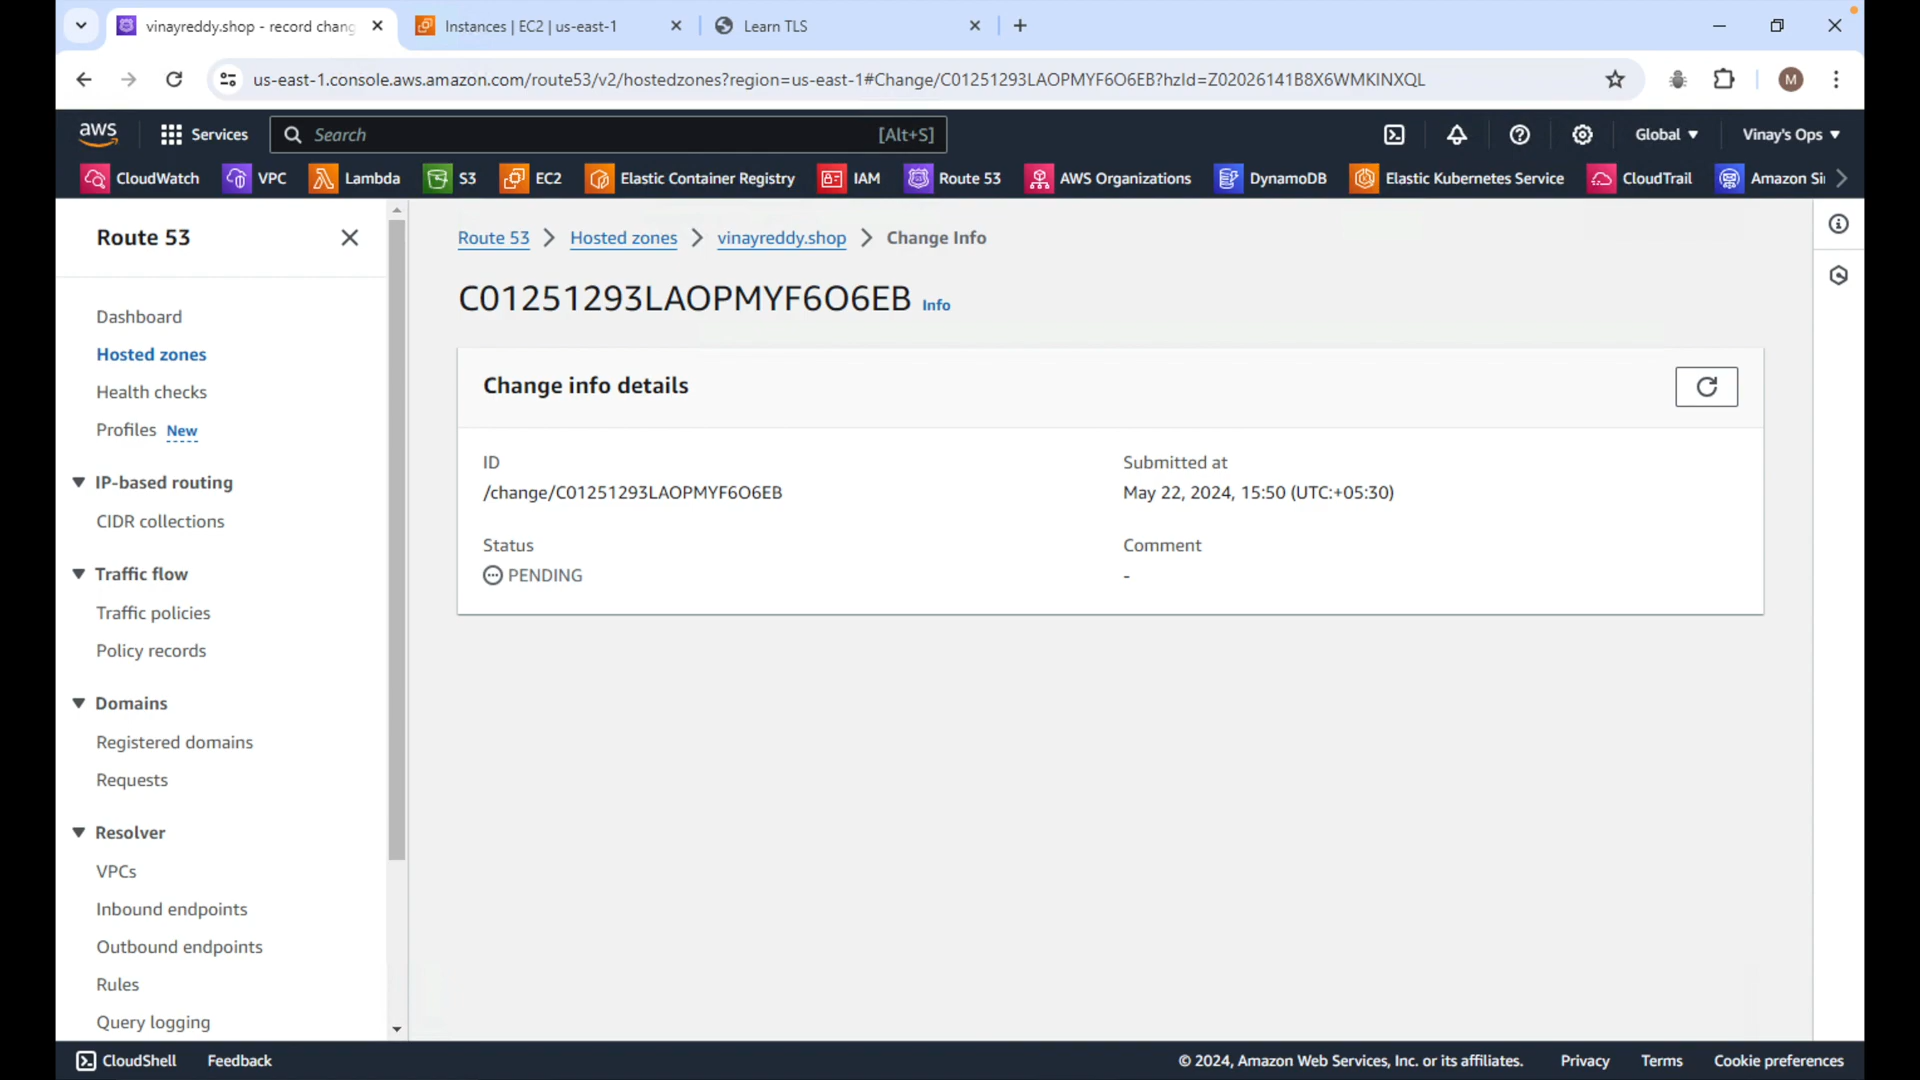 vinayreddy.shop - record chang
Instances | EC2 | us-east-1
Learn TLS
us-east-1.console.aws.amazon.com/route53/v2/hostedzones?region=us-east-1#Change/C01251293LAOPMYF6O6EB?hzId=Z02026141B8X6WMKINXQL
M
aws
Services
Search
[Alt+S]
Global
Vinay's Ops
CloudWatch
VPC
Lambda
S3
EC2
Elastic Container Registry
IAM
Route 53
AWS Organizations
DynamoDB
Elastic Kubernetes Service
CloudTrail
Amazon Si
Route 53
Dashboard
Hosted zones
Health checks
Profiles New
IP-based routing
CIDR collections
Traffic flow
Traffic policies
Policy records
Domains
Registered domains
Requests
Resolver
VPCs
Inbound endpoints
Outbound endpoints
Rules
Query logging
Route 53 > Hosted zones > vinayreddy.shop > Change Info
C01251293LAOPMYF6O6EB Info
Change info details
ID
/change/C01251293LAOPMYF6O6EB
Submitted at
May 22, 2024, 15:50 (UTC:+05:30)
Status
PENDING
Comment
-
CloudShell
Feedback
© 2024, Amazon Web Services, Inc. or its affiliates.
Privacy
Terms
Cookie preferences